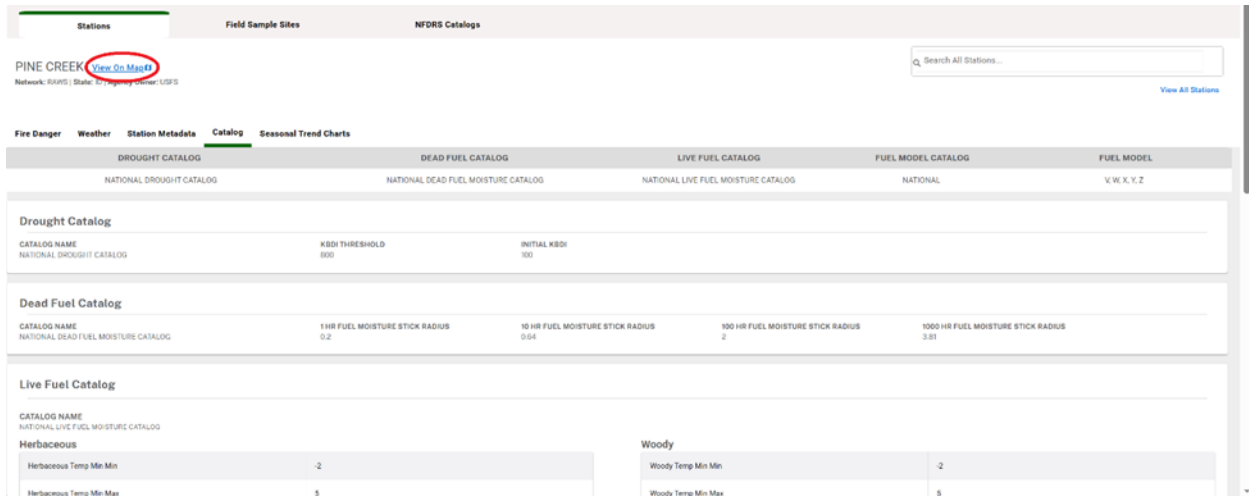 Stations Field Sample Sites NFDRS Catalogs
PINE CREEK View On Map
Search All Stations...
Network: RAWS | State: ID | Agency Owner: USFS
View All Stations
Fire Danger Weather Station Metadata Catalog Seasonal Trend Charts
DROUGHT CATALOG DEAD FUEL CATALOG LIVE FUEL CATALOG FUEL MODEL CATALOG FUEL MODEL
NATIONAL DROUGHT CATALOG NATIONAL DEAD FUEL MOISTURE CATALOG NATIONAL LIVE FUEL MOISTURE CATALOG NATIONAL V, W, X, Y, Z
Drought Catalog
CATALOG NAME KBDI THRESHOLD INITIAL KBDI
NATIONAL DROUGHT CATALOG 800 100
Dead Fuel Catalog
CATALOG NAME 1 HR FUEL MOISTURE STICK RADIUS 10 HR FUEL MOISTURE STICK RADIUS 100 HR FUEL MOISTURE STICK RADIUS 1000 HR FUEL MOISTURE STICK RADIUS
NATIONAL DEAD FUEL MOISTURE CATALOG 0.2 0.64 2 3.81
Live Fuel Catalog
CATALOG NAME
NATIONAL LIVE FUEL MOISTURE CATALOG
Herbaceous Woody
Herbaceous Temp Min Min -2 Woody Temp Min Min -2
Herbaceous Temp Min Max 5 Woody Temp Min Max 5